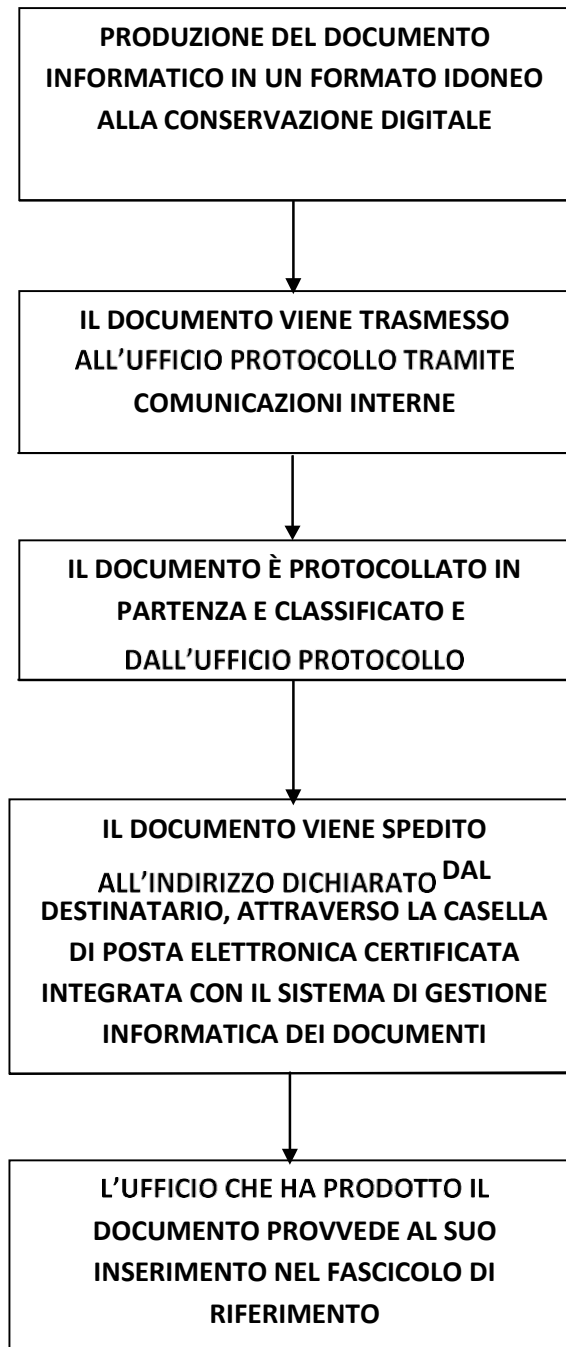 PRODUZIONE DEL DOCUMENTO
INFORMATICO IN UN FORMATO IDONEO
ALLA CONSERVAZIONE DIGITALE
IL DOCUMENTO VIENE TRASMESSO
ALL’UFFICIO PROTOCOLLO TRAMITE
COMUNICAZIONI INTERNE
IL DOCUMENTO È PROTOCOLLATO IN
PARTENZA E CLASSIFICATO E
DALL’UFFICIO PROTOCOLLO
IL DOCUMENTO VIENE SPEDITO
ALL’INDIRIZZO DICHIARATO DAL
DESTINATARIO, ATTRAVERSO LA CASELLA
DI POSTA ELETTRONICA CERTIFICATA
INTEGRATA CON IL SISTEMA DI GESTIONE
INFORMATICA DEI DOCUMENTI
L’UFFICIO CHE HA PRODOTTO IL
DOCUMENTO PROVVEDE AL SUO
INSERIMENTO NEL FASCICOLO DI
RIFERIMENTO